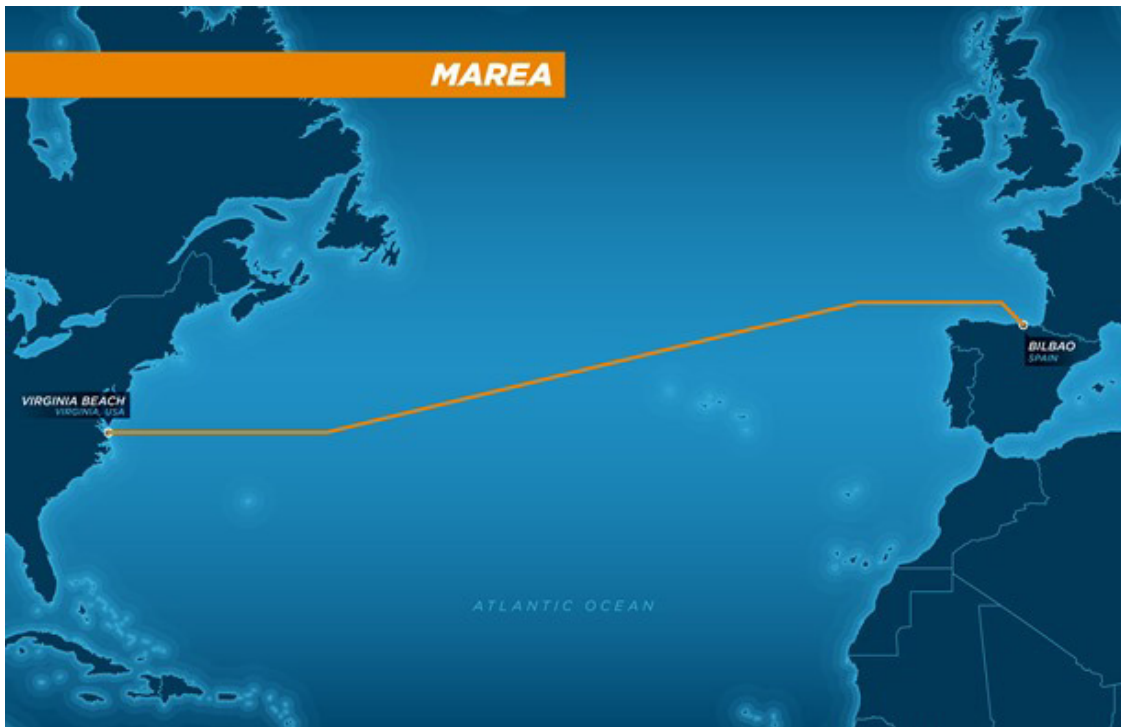 MAREA
VIRGINIA BEACH
VIRGINIA, USA
BILBAO
SPAIN
ATLANTIC OCEAN